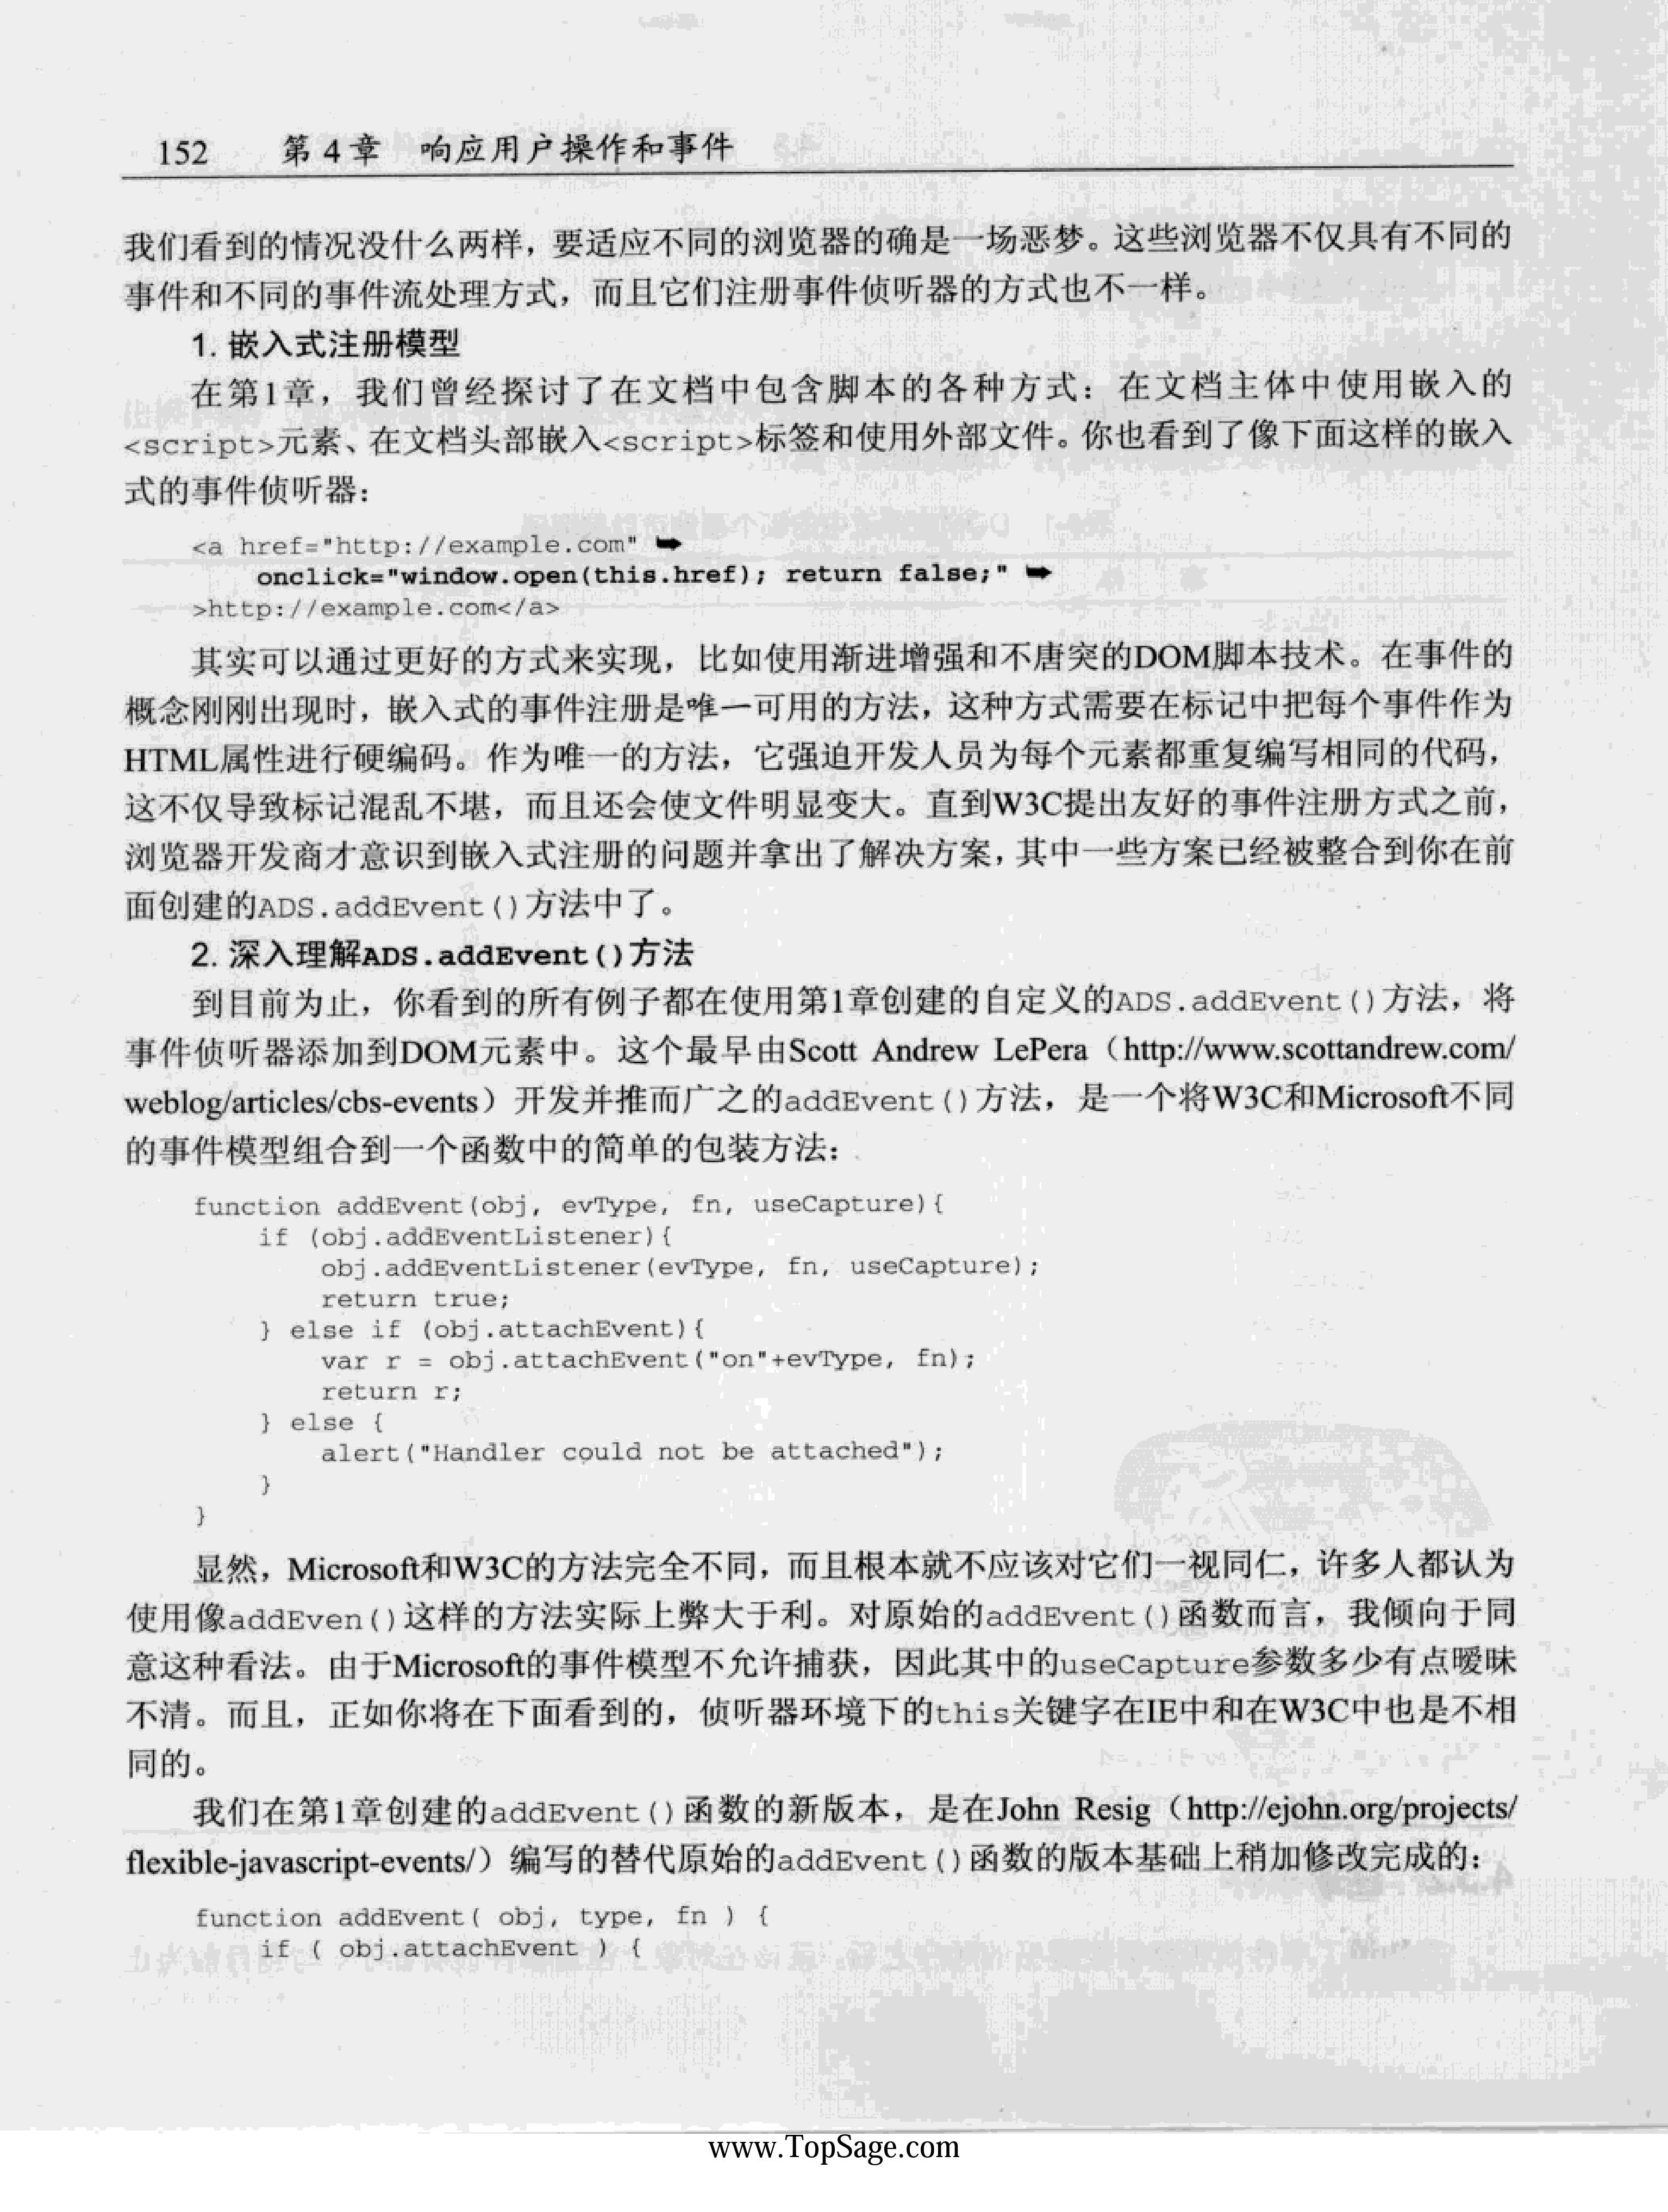 152 第 4 章 响应用户操作和事件
我们看到的情况没什么两样，要适应不同的浏览器的确是一场恶梦。这些浏览器不仅具有不同的
事件和不同的事件流处理方式，而且它们注册事件侦听器的方式也不一样。
1. 嵌入式注册模型
在第1章，我们曾经探讨了在文档中包含脚本的各种方式：在文档主体中使用嵌入的
<script>元素、在文档头部嵌入<script>标签和使用外部文件。你也看到了像下面这样的嵌入
式的事件侦听器：
<a href="http://example.com" ➥
onclick="window.open(this.href); return false;" ➥
>http://example.com</a>
其实可以通过更好的方式来实现，比如使用渐进增强和不唐突的DOM脚本技术。在事件的
概念刚刚出现时，嵌入式的事件注册是唯一可用的方法，这种方式需要在标记中把每个事件作为
HTML属性进行硬编码。作为唯一的方法，它强迫开发人员为每个元素都重复编写相同的代码，
这不仅导致标记混乱不堪，而且还会使文件明显变大。直到W3C提出友好的事件注册方式之前，
浏览器开发商才意识到嵌入式注册的问题并拿出了解决方案，其中一些方案已经被整合到你在前
面创建的ADS.addEvent()方法中了。
2. 深入理解ADS.addEvent()方法
到目前为止，你看到的所有例子都在使用第1章创建的自定义的ADS.addEvent()方法，将
事件侦听器添加到DOM元素中。这个最早由Scott Andrew LePera（http://www.scottandrew.com/
weblog/articles/cbs-events）开发并推而广之的addEvent()方法，是一个将W3C和Microsoft不同
的事件模型组合到一个函数中的简单的包装方法：
function addEvent(obj, evType, fn, useCapture){
if (obj.addEventListener){
obj.addEventListener(evType, fn, useCapture);
return true;
} else if (obj.attachEvent){
var r = obj.attachEvent("on"+evType, fn);
return r;
} else {
alert("Handler could not be attached");
}
}
显然，Microsoft和W3C的方法完全不同，而且根本就不应该对它们一视同仁，许多人都认为
使用像addEven()这样的方法实际上弊大于利。对原始的addEvent()函数而言，我倾向于同
意这种看法。由于Microsoft的事件模型不允许捕获，因此其中的useCapture参数多少有点暧昧
不清。而且，正如你将在下面看到的，侦听器环境下的this关键字在IE中和在W3C中也是不相
同的。
我们在第1章创建的addEvent()函数的新版本，是在John Resig（http://ejohn.org/projects/
flexible-javascript-events/）编写的替代原始的addEvent()函数的版本基础上稍加修改完成的：
function addEvent( obj, type, fn ) {
if ( obj.attachEvent ) {
www.TopSage.com